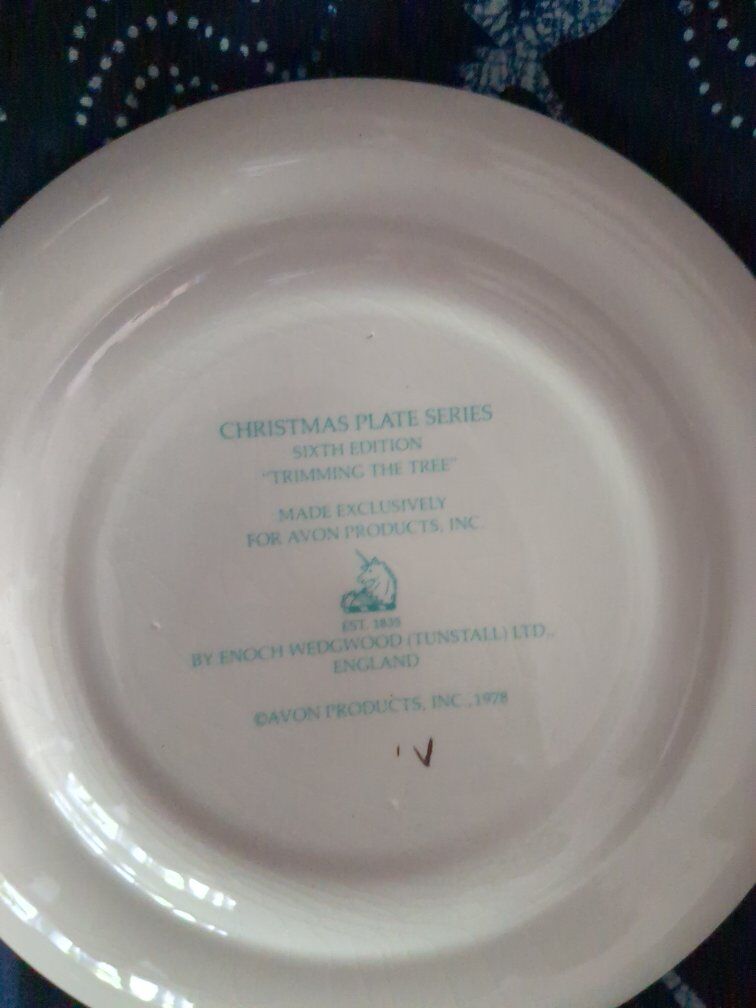 CHRISTMAS PLATE SERIES
SIXTH EDITION
"TRIMMING THE TREE"
MADE EXCLUSIVELY
FOR AVON PRODUCTS, INC.
EST. 1835
BY ENOCH WEDGWOOD (TUNSTALL) LTD.,
ENGLAND
©AVON PRODUCTS, INC., 1978